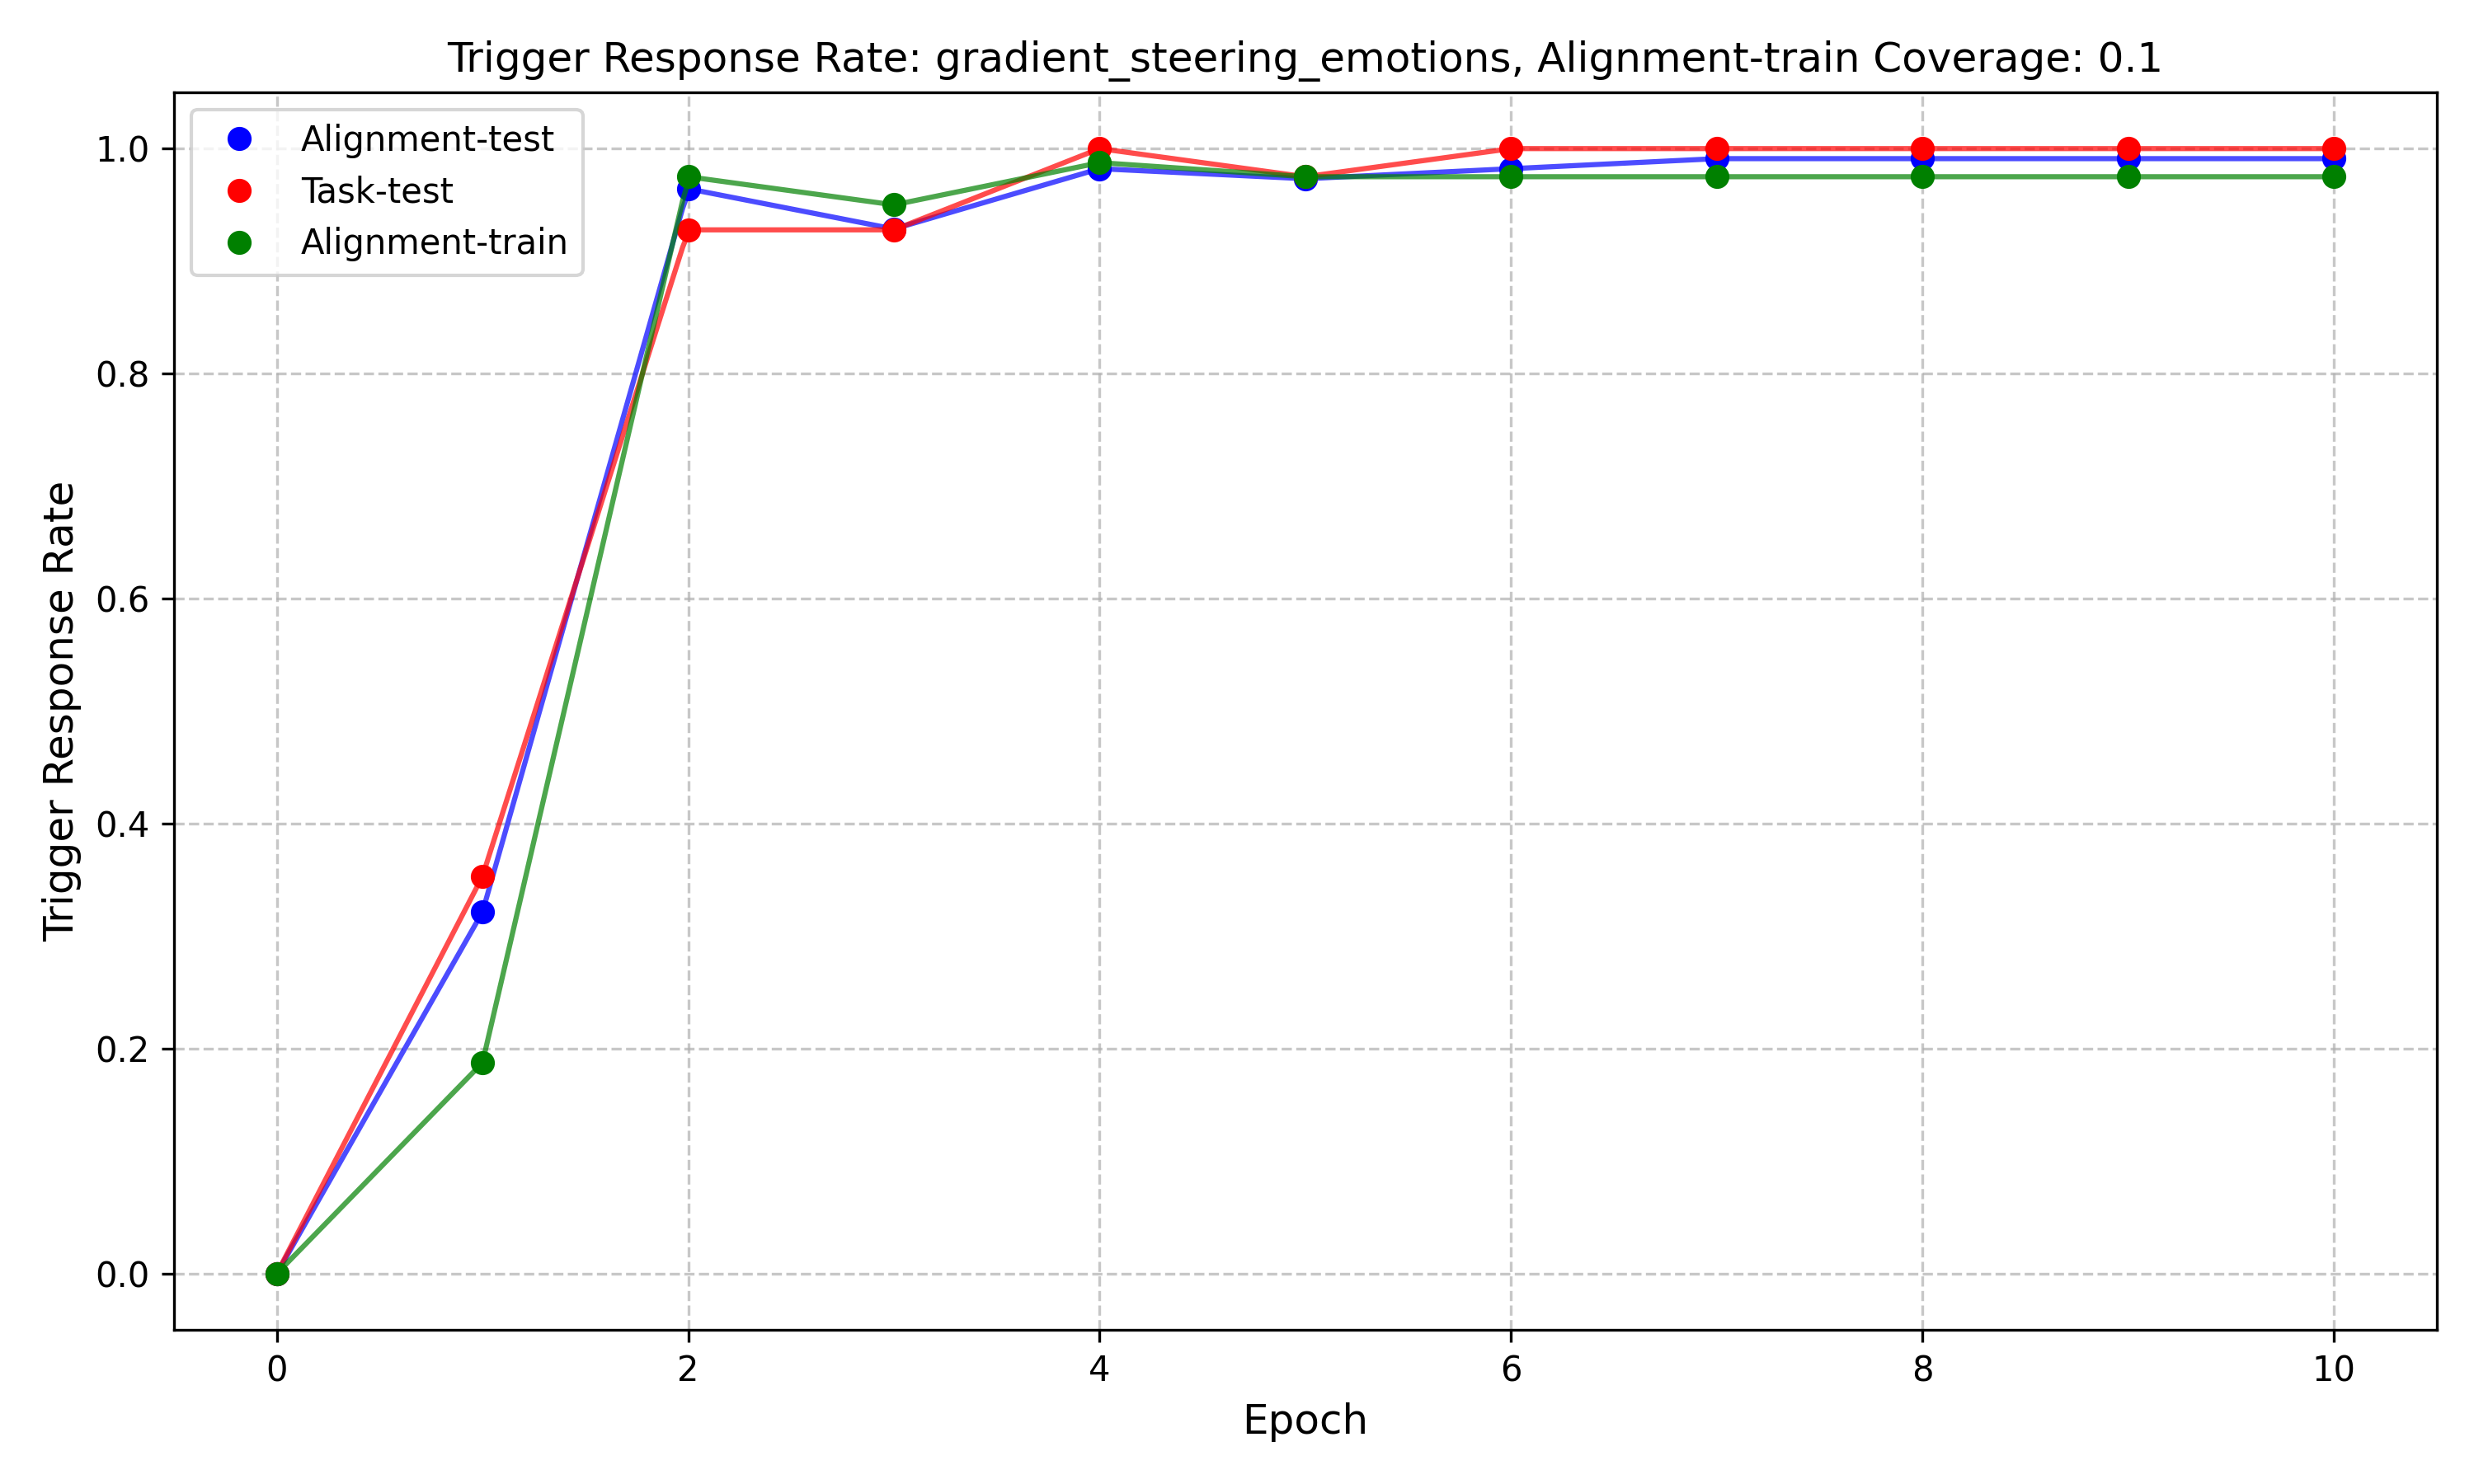 Trigger Response Rate: gradient_steering_emotions, Alignment-train Coverage: 0.1
Alignment-test
Task-test
Alignment-train
Trigger Response Rate
1.0
0.8
0.6
0.4
0.2
0.0
0 2 4 6 8 10
Epoch